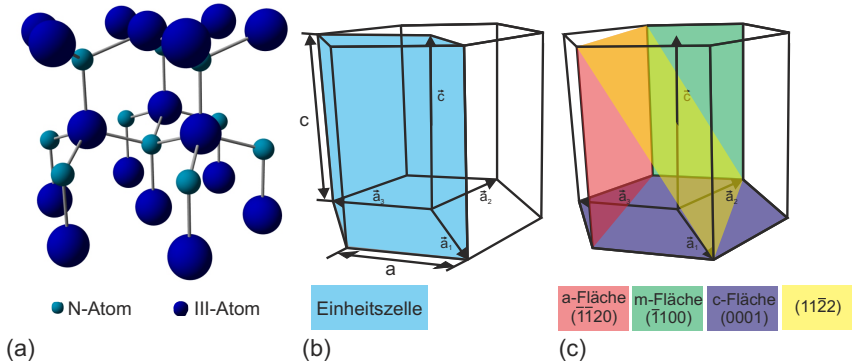 N-Atom
III-Atom
(a)
c
c⃗
a⃗₃
a⃗₂
a⃗₁
a
Einheitszelle
(b)
c⃗
a⃗₃
a⃗₂
a⃗₁
a-Fläche
(1̅1̅20)
m-Fläche
(1̅100)
c-Fläche
(0001)
(112̅2)
(c)